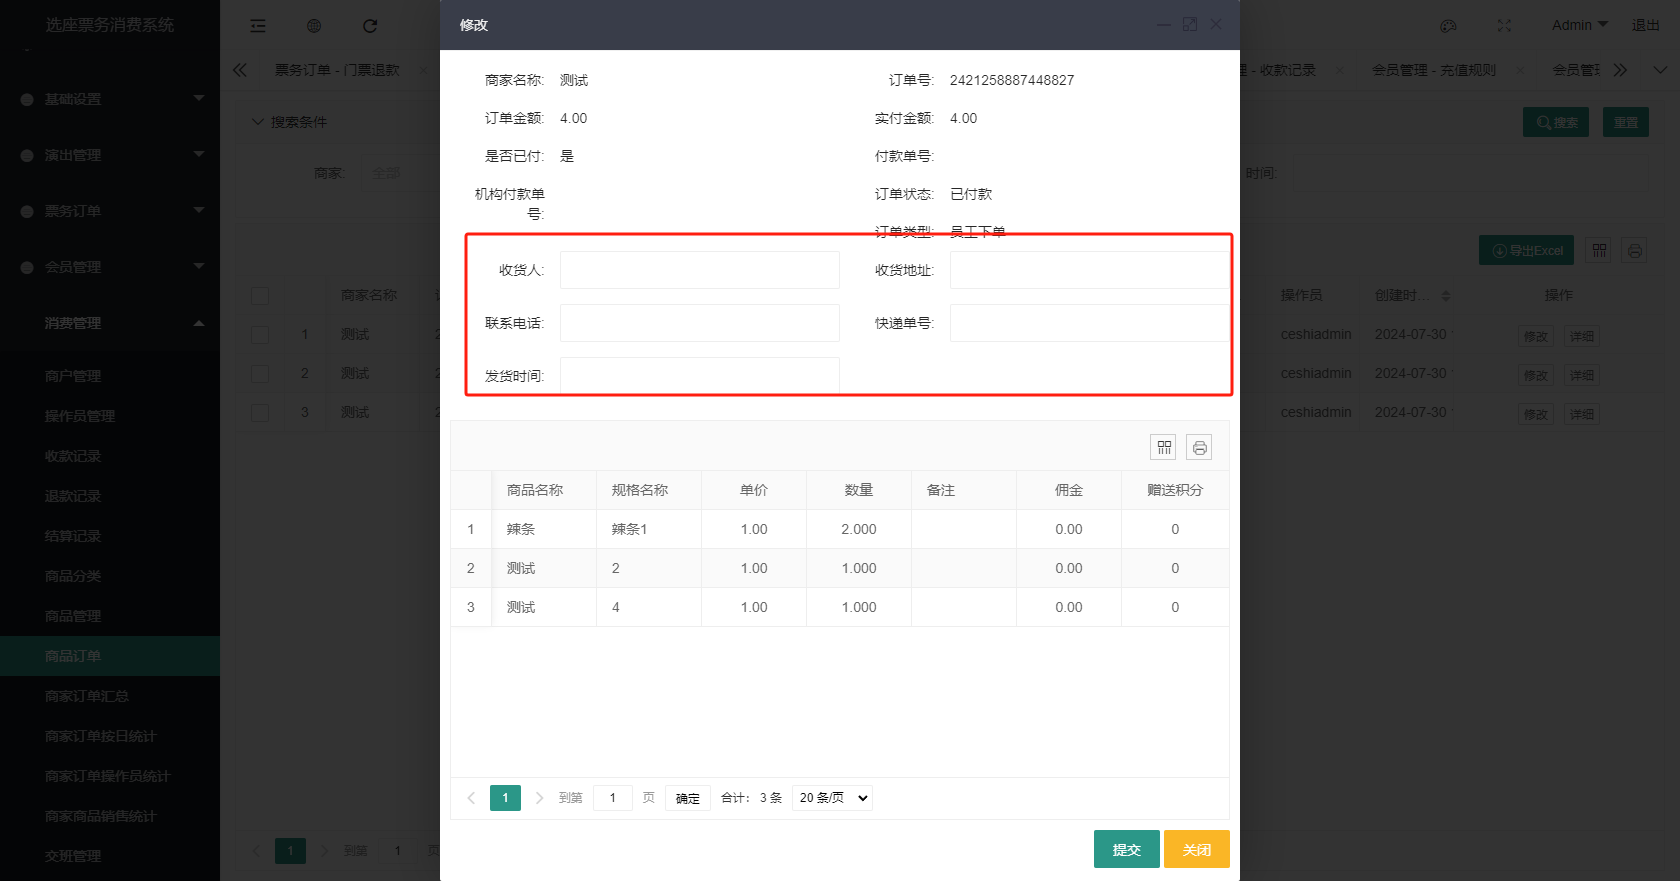 选座票务消费系统
基础设置
演出管理
票务订单
会员管理
消费管理
商户管理
操作员管理
收款记录
退款记录
结算记录
商品分类
商品管理
商品订单
商家订单汇总
商家订单按日统计
商家订单操作员统计
商家商品销售统计
交班管理
Admin 退出
票务订单 - 门票退款
- 收款记录
会员管理 - 充值规则
会员管理
搜索条件
搜索 重置
商家: 全部
时间:
导出Excel
商家名称
操作员 创建时... 操作
1 测试 ceshiadmin 2024-07-30 修改 详细
2 测试 ceshiadmin 2024-07-30 修改 详细
3 测试 ceshiadmin 2024-07-30 修改 详细
1 到第 1 页
修改
商家名称: 测试 订单号: 2421258887448827
订单金额: 4.00 实付金额: 4.00
是否已付: 是 付款单号:
机构付款单号: 订单状态: 已付款
订单类型: 员工下单
收货人: 收货地址:
联系电话: 快递单号:
发货时间:
商品名称 规格名称 单价 数量 备注 佣金 赠送积分
1 辣条 辣条1 1.00 2.000 0.00 0
2 测试 2 1.00 1.000 0.00 0
3 测试 4 1.00 1.000 0.00 0
1 到第 1 页 确定 合计: 3 条 20 条/页
提交 关闭